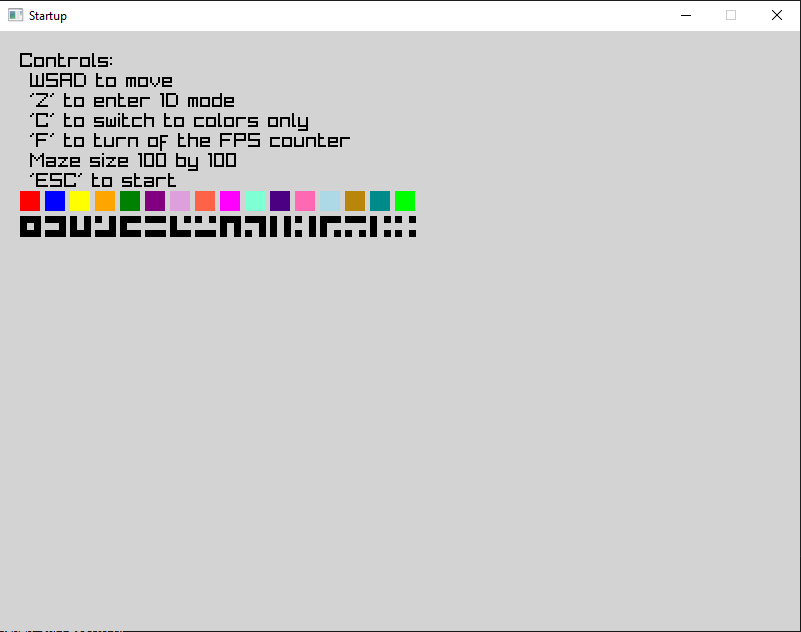 Startup
Controls:
WSAD to move
'Z' to enter 1D mode
'C' to switch to colors only
'F' to turn of the FPS counter
Maze size 100 by 100
'ESC' to start